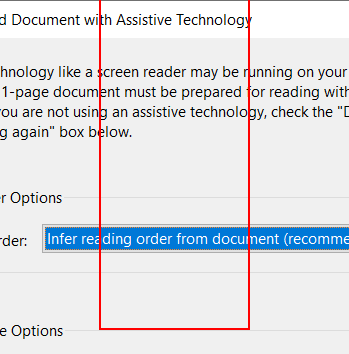 d Document with Assistive Technology
hnology like a screen reader may be running on your
1-page document must be prepared for reading with
you are not using an assistive technology, check the "D
g again" box below.
er Options
rder:
Infer reading order from document (recomme
e Options